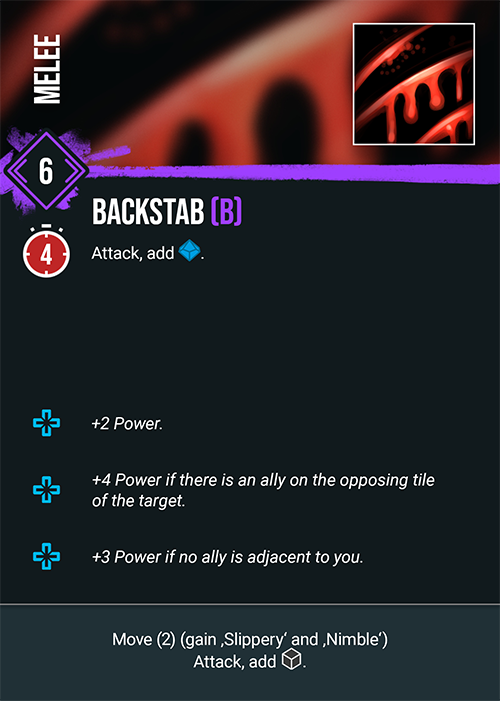 MELEE
6
BACKSTAB (B)
4
Attack, add .
+2 Power.
+4 Power if there is an ally on the opposing tile
of the target.
+3 Power if no ally is adjacent to you.
Move (2) (gain ‚Slippery‘ and ‚Nimble‘)
Attack, add .